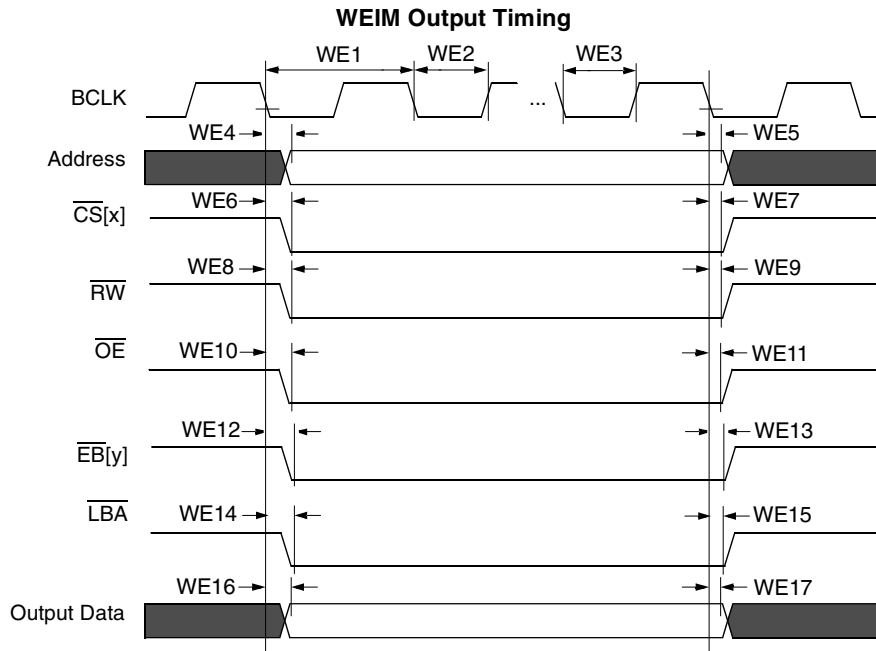 WEIM Output Timing
WE1 WE2 WE3
BCLK ...
WE4 WE5
Address
WE6 WE7
CS[x]
WE8 WE9
RW
WE10 WE11
OE
WE12 WE13
EB[y]
WE14 WE15
LBA
WE16 WE17
Output Data